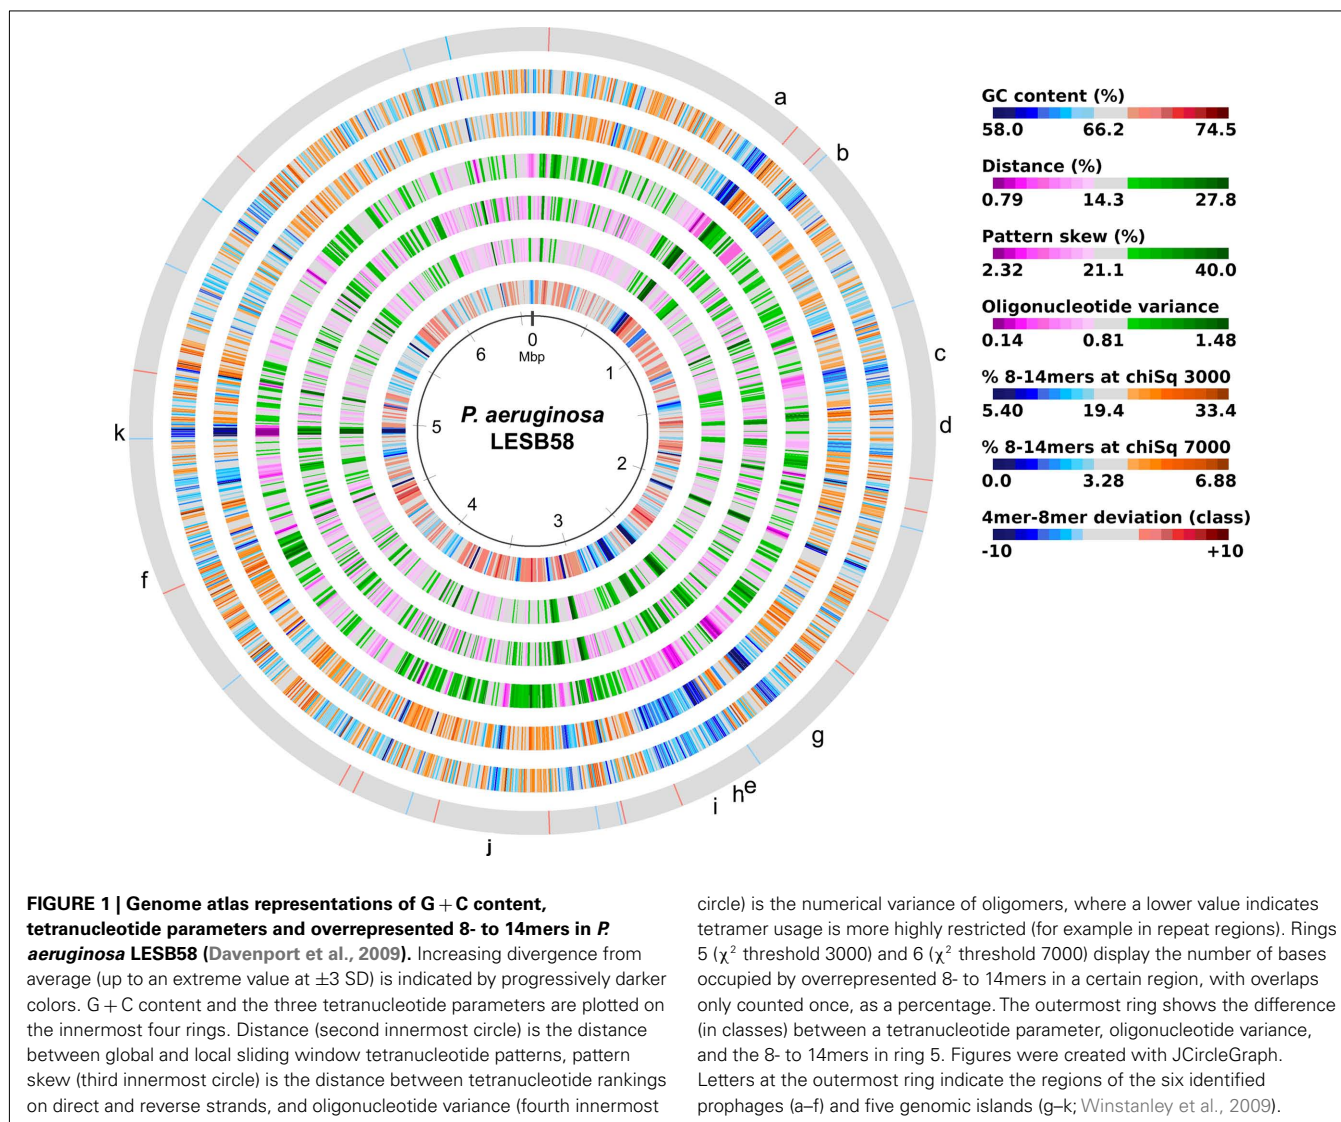 a
b
c
d
k
f
g
e
h
i
j
0
Mbp
1
2
3
4
5
6
P. aeruginosa
LESB58
GC content (%)
58.0 66.2 74.5
Distance (%)
0.79 14.3 27.8
Pattern skew (%)
2.32 21.1 40.0
Oligonucleotide variance
0.14 0.81 1.48
% 8-14mers at chiSq 3000
5.40 19.4 33.4
% 8-14mers at chiSq 7000
0.0 3.28 6.88
4mer-8mer deviation (class)
-10 +10
FIGURE 1 | Genome atlas representations of G + C content,
tetranucleotide parameters and overrepresented 8- to 14mers in P.
aeruginosa LESB58 (Davenport et al., 2009). Increasing divergence from
average (up to an extreme value at ±3 SD) is indicated by progressively darker
colors. G + C content and the three tetranucleotide parameters are plotted on
the innermost four rings. Distance (second innermost circle) is the distance
between global and local sliding window tetranucleotide patterns, pattern
skew (third innermost circle) is the distance between tetranucleotide rankings
on direct and reverse strands, and oligonucleotide variance (fourth innermost
circle) is the numerical variance of oligomers, where a lower value indicates
tetramer usage is more highly restricted (for example in repeat regions). Rings
5 (χ² threshold 3000) and 6 (χ² threshold 7000) display the number of bases
occupied by overrepresented 8- to 14mers in a certain region, with overlaps
only counted once, as a percentage. The outermost ring shows the difference
(in classes) between a tetranucleotide parameter, oligonucleotide variance,
and the 8- to 14mers in ring 5. Figures were created with JCircleGraph.
Letters at the outermost ring indicate the regions of the six identified
prophages (a–f) and five genomic islands (g–k; Winstanley et al., 2009).